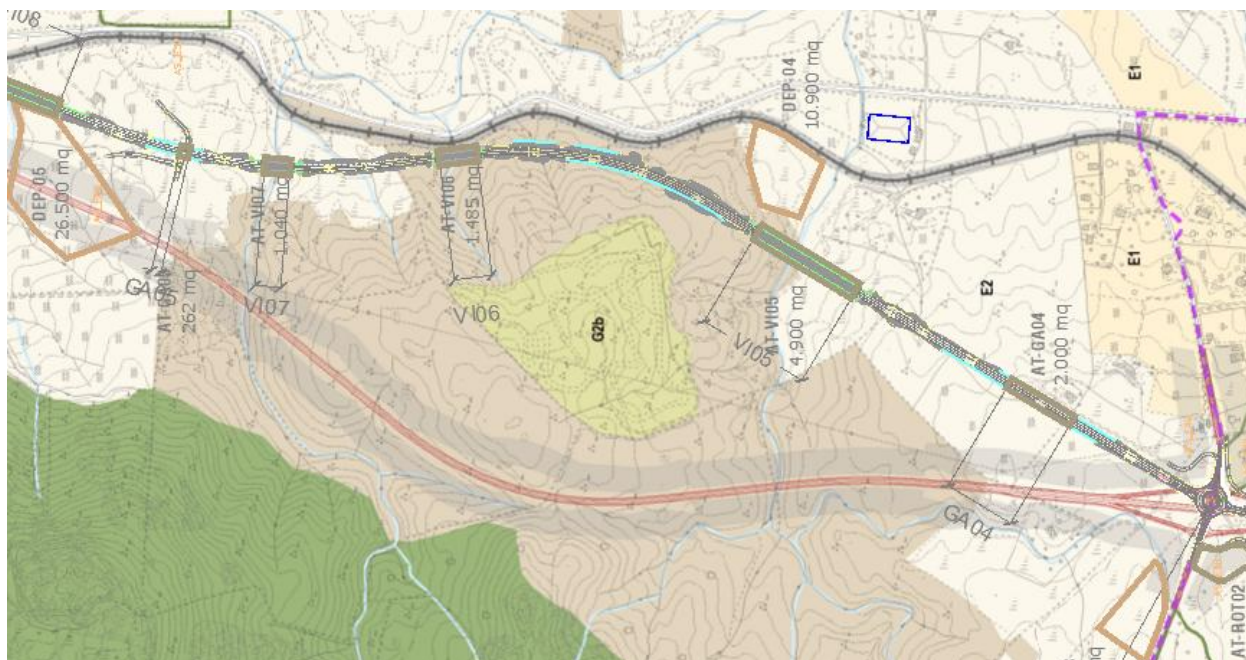 VI08
DEP-04
10.900 mq
E1
DEP-05
26.500 mq
AT-VI07
1.040 mq
AT-VI06
1.485 mq
E1
E2
262 mq
VI07
VI06
G2b
VI05
AT-VI05
4.900 mq
AT-GA04
2.000 mq
GA04
AT-ROT02